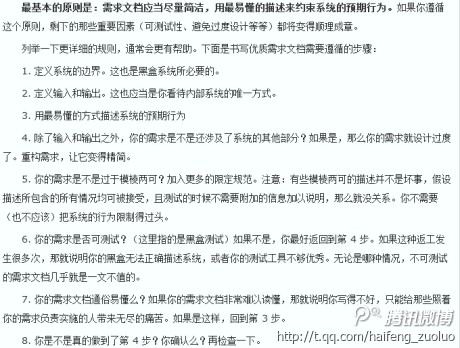 最基本的原则是：需求文档应当尽量简洁，用最易懂的描述来约束系统的预期行为。如果你遵循
这个原则，剩下的那些重要因素（可测试性、避免过度设计等等）都将变得顺理成章。
列举一下更详细的规则，通常会更有帮助。下面是书写优质需求文档需要遵循的步骤：
1. 定义系统的边界。这也是黑盒系统所必要的。
2. 定义输入和输出。这也应当是你看待内部系统的唯一方式。
3. 用最易懂的方式描述系统的预期行为
4. 除了输入和输出之外，你的需求是不是还涉及了系统的其他部分？如果是，那么你的需求就设计过度
了。重构需求，让它变得精简。
5. 你的需求是不是过于模棱两可？加入更多的限定规范。注意：有些模棱两可的描述并不是坏事，假设
描述所包含的所有情况均可被接受，且测试的时候不需要附加的信息加以说明，那么就没关系。你不需要
（也不应该）把系统的行为限制得过头。
6. 你的需求是否可测试？（这里指的是黑盒测试）如果不是，你最好返回到第 4 步。如果这种返工发
生很多次，那就说明你的黑盒无法正确描述系统，或者你的测试工具不够优秀。无论是哪种情况，不可测试
的需求文档几乎就是一文不值的。
7. 你的需求文档通俗易懂么？如果你的需求文档非常难以读懂，那就说明你写得不好，只能给那些照着
你的需求负责实施的人带来无尽的痛苦。如果是这样，回到第 3 步。
8. 你是不是真的做到了第 4 步？你确认么？再检查一下。
腾讯微博
http://t.qq.com/haifeng_zuoluo